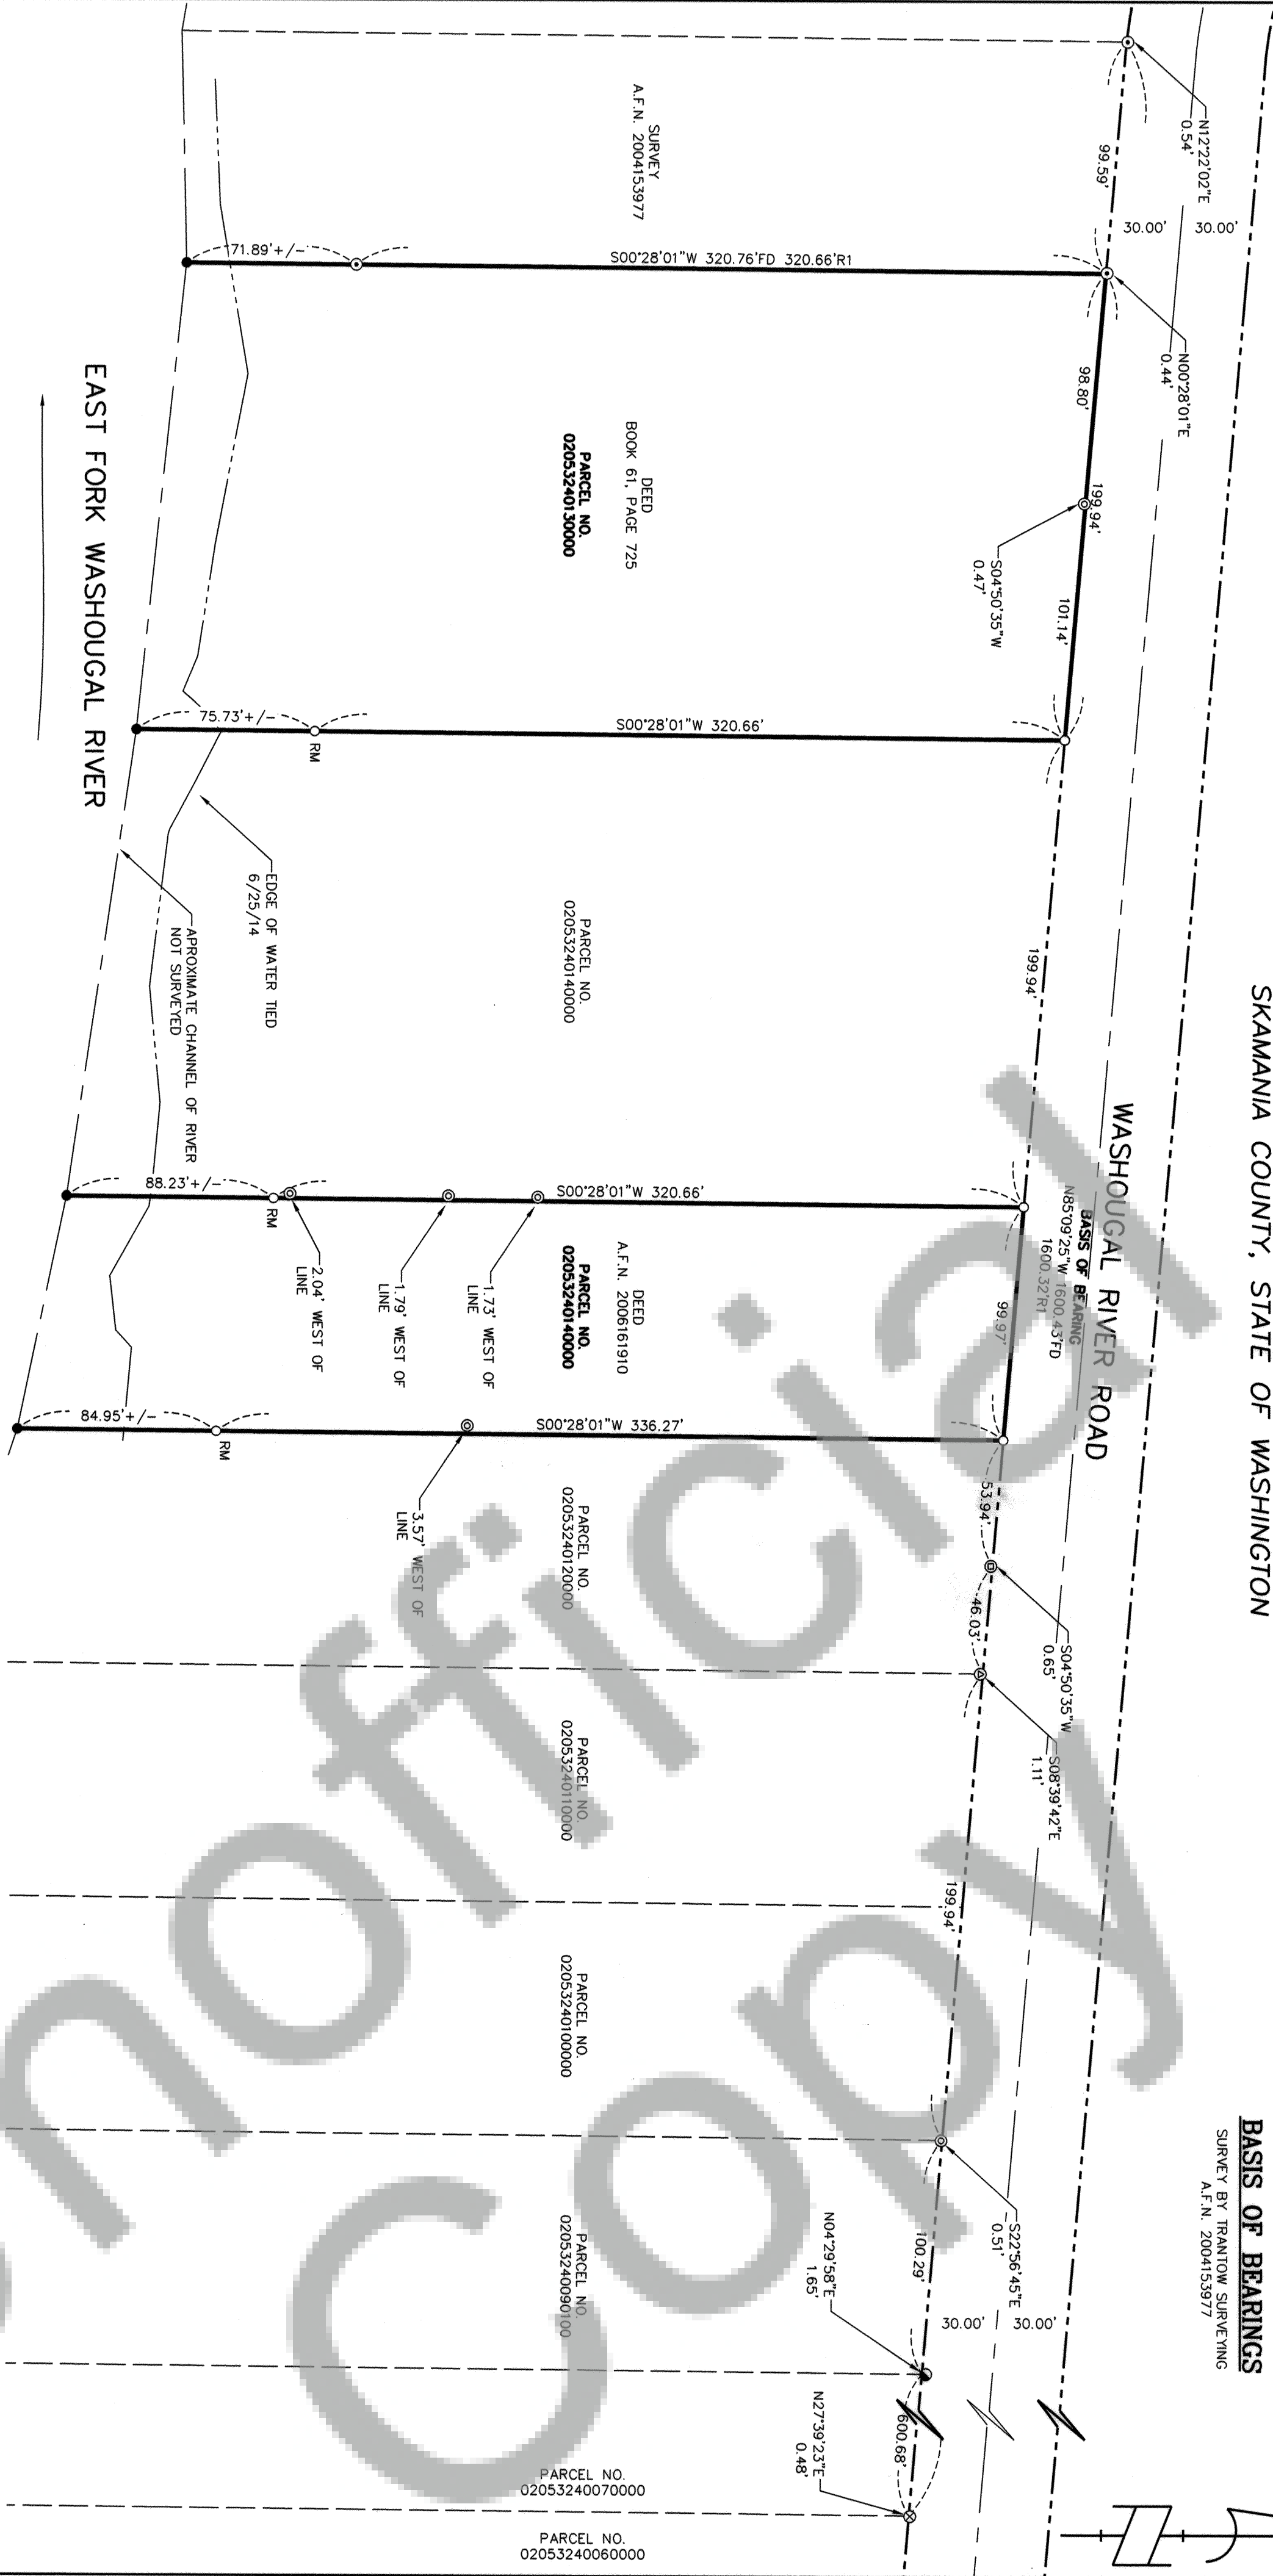 SKAMANIA COUNTY, STATE OF WASHINGTON
BASIS OF BEARINGS
SURVEY BY TRANTOW SURVEYING
A.F.N. 2004153977
N12°22'02"E
0.54'
99.59'
30.00'
30.00'
N00°28'01"E
0.44'
98.80'
199.94'
101.14'
S04°50'35"W
0.47'
199.94'
WASHOUGAL RIVER ROAD
BASIS OF BEARING
N85°09'25"W 1600.43'FD
1600.32'R1
99.97'
53.94'
46.03'
S04°50'35"W
0.65'
S08°39'42"E
1.11'
199.94'
S22°56'45"E
0.51'
100.29'
30.00'
30.00'
N04°29'58"E
1.65'
600.68'
N27°39'23"E
0.48'
SURVEY
A.F.N. 2004153977
S00°28'01"W 320.76'FD 320.66'R1
71.89'+/-
DEED
BOOK 61, PAGE 725
PARCEL NO.
02053240130000
S00°28'01"W 320.66'
75.73'+/-
RM
PARCEL NO.
02053240140000
S00°28'01"W 320.66'
88.23'+/-
RM
DEED
A.F.N. 2006161910
PARCEL NO.
02053240140000
1.73' WEST OF
LINE
1.79' WEST OF
LINE
2.04' WEST OF
LINE
S00°28'01"W 336.27'
84.95'+/-
RM
3.57' WEST OF
LINE
PARCEL NO.
02053240120000
PARCEL NO.
02053240110000
PARCEL NO.
02053240100000
PARCEL NO.
02053240090100
PARCEL NO.
02053240070000
PARCEL NO.
02053240060000
EDGE OF WATER TIED
6/25/14
APROXIMATE CHANNEL OF RIVER
NOT SURVEYED
EAST FORK WASHOUGAL RIVER
nofficial
Copy